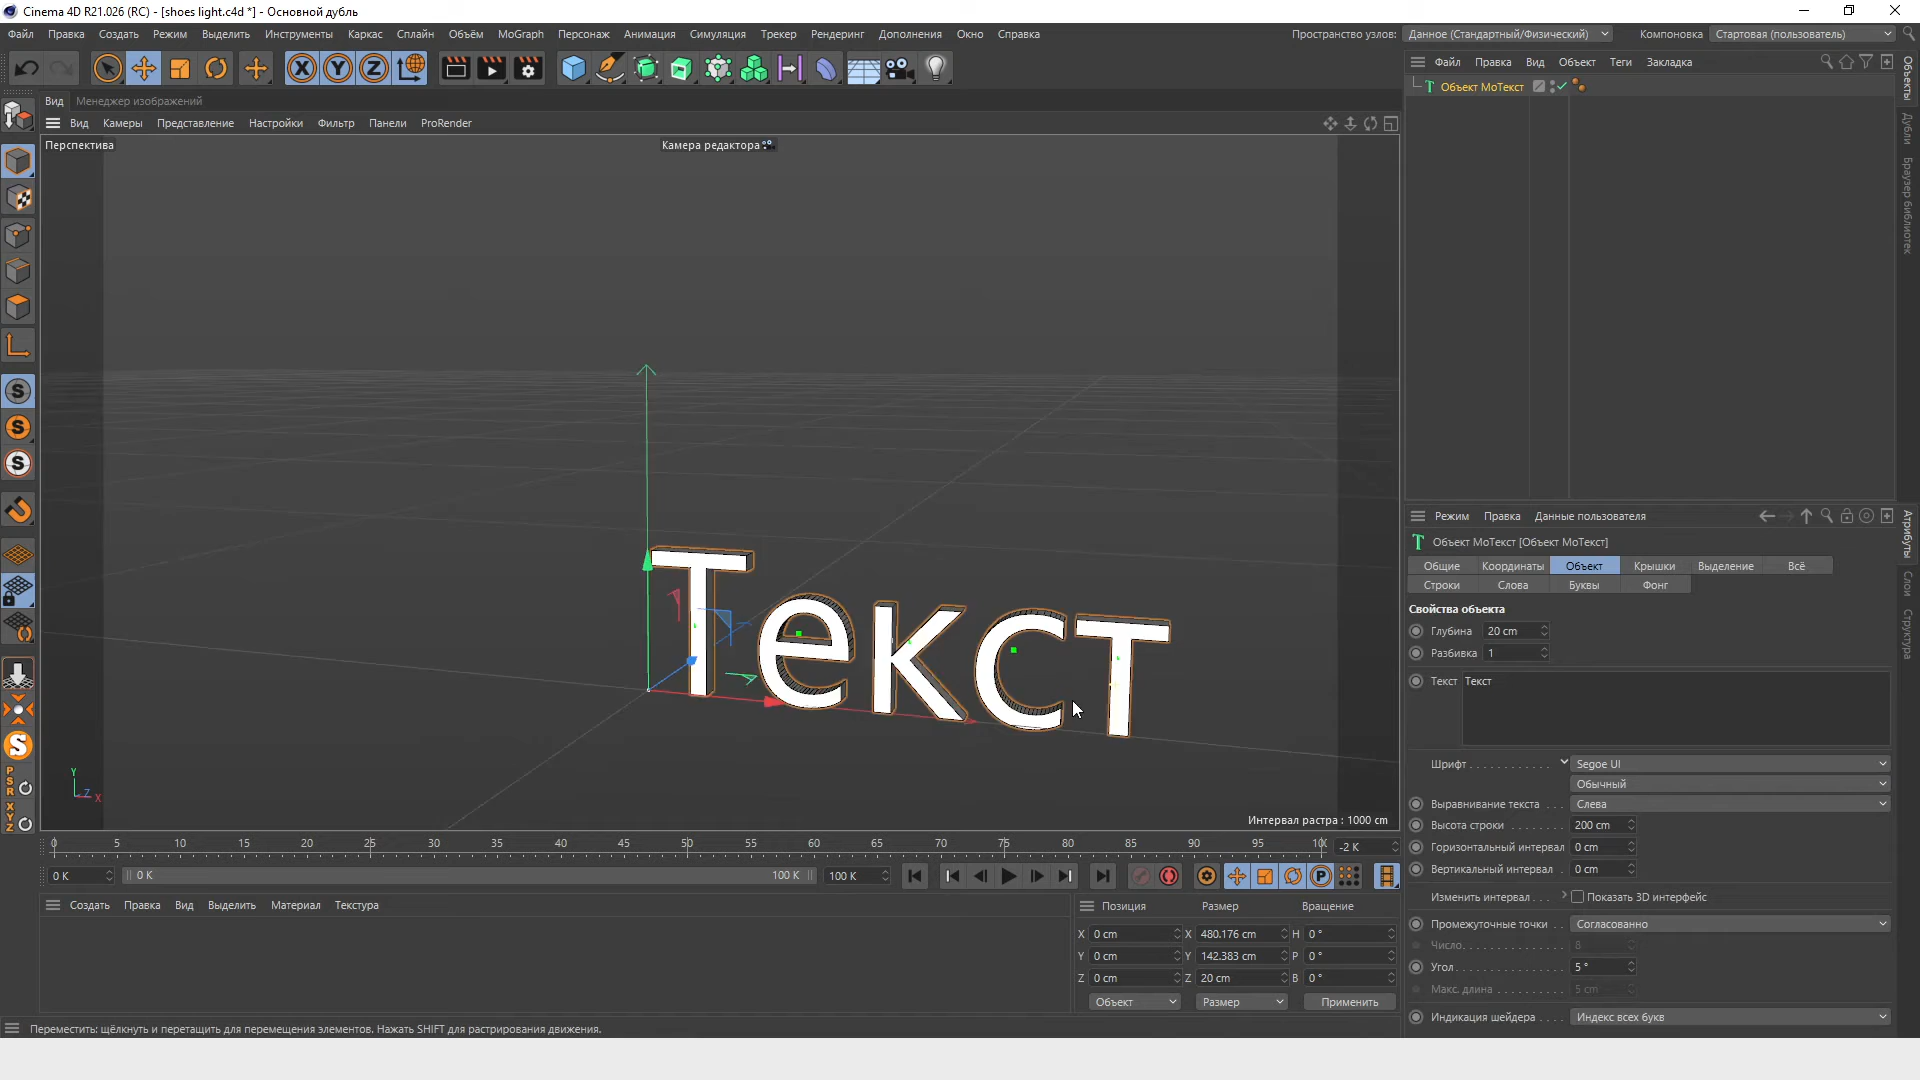 Cinema 4D R21.026 (RC) - [shoes light.c4d *] - Основной дубль
Файл Правка Создать Режим Выделить Инструменты Каркас Сплайн Объём MoGraph Персонаж Анимация Симуляция Трекер Рендеринг Дополнения Окно Справка
Пространство узлов: Данное (Стандартный/Физический) Компоновка Стартовая (пользователь)
X Y Z
Вид Менеджер изображений
Вид Камеры Представление Настройки Фильтр Панели ProRender
Перспектива
Камера редактора
Текст
Y
Z X
Интервал растра : 1000 cm
S
S
S
S
P
S
R
X
Y
Z
0 5 10 15 20 25 30 35 40 45 50 55 60 65 70 75 80 85 90 95 10K -2 K
0 K 0 K 100 K 100 K P
Создать Правка Вид Выделить Материал Текстура
Позиция Размер Вращение
X 0 cm X 480.176 cm H 0 °
Y 0 cm Y 142.383 cm P 0 °
Z 0 cm Z 20 cm B 0 °
Объект Размер Применить
Переместить: щёлкнуть и перетащить для перемещения элементов. Нажать SHIFT для растрирования движения.
Файл Правка Вид Объект Теги Закладка
Объект МоТекст
Объекты
Дубли
Браузер библиотек
Режим Правка Данные пользователя
Объект МоТекст [Объект МоТекст]
Общие Координаты Объект Крышки Выделение Всё
Строки Слова Буквы Фонг
Свойства объекта
Глубина 20 cm
Разбивка 1
Текст Текст
Шрифт . . . . . . . . . . . . Segoe UI
Обычный
Выравнивание текста . . . Слева
Высота строки . . . . . . . . 200 cm
Горизонтальный интервал 0 cm
Вертикальный интервал . 0 cm
Изменить интервал . . . . Показать 3D интерфейс
Промежуточные точки . . Согласованно
Число. . . . . . . . . . . . . . . 8
Угол. . . . . . . . . . . . . . . . 5 °
Макс. длина . . . . . . . . . . 5 cm
Индикация шейдера . . . . Индекс всех букв
Атрибуты
Слои
Структура